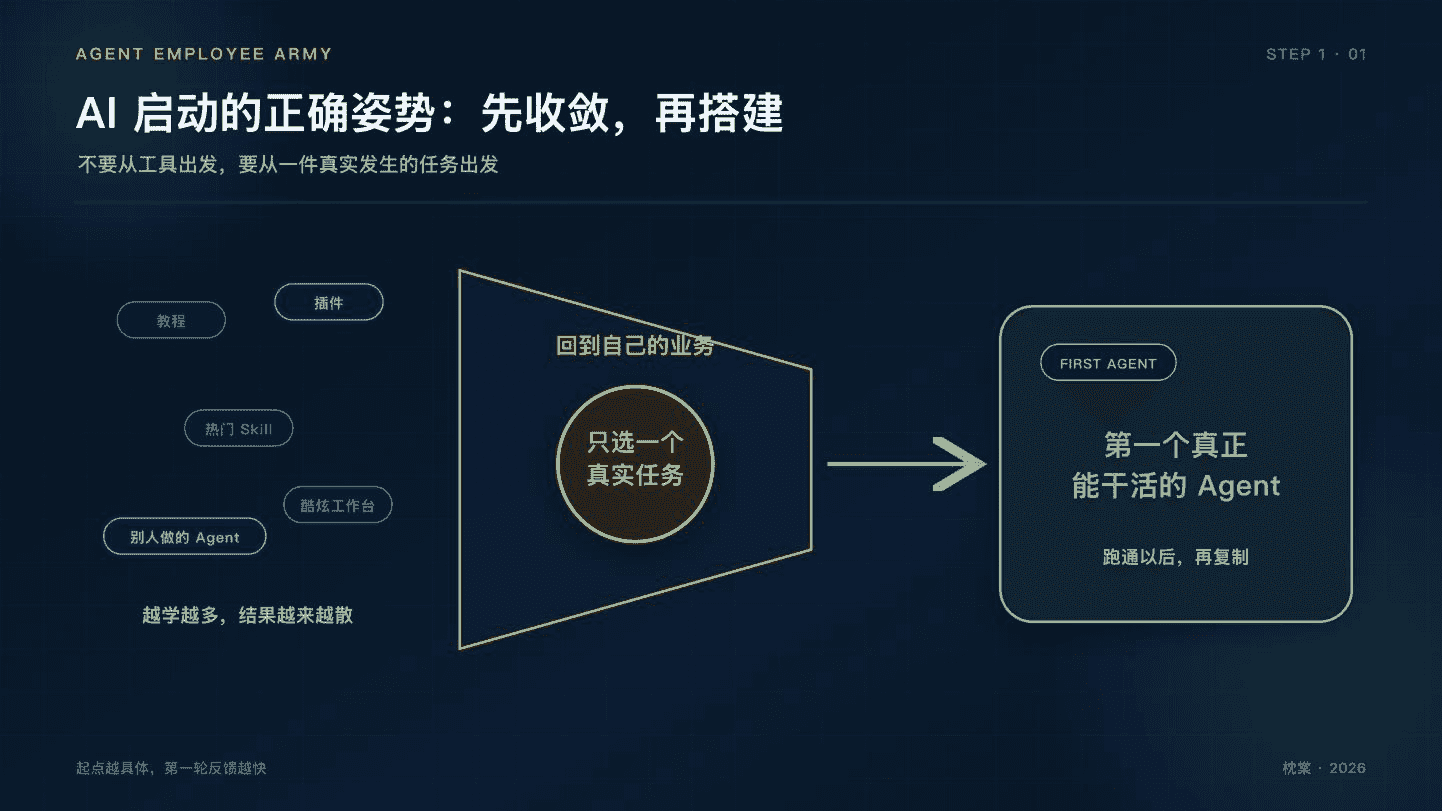 AGENT EMPLOYEE ARMY
STEP 1 · 01
AI 启动的正确姿势：先收敛，再搭建
不要从工具出发，要从一件真实发生的任务出发
教程
插件
热门 Skill
酷炫工作台
别人做的 Agent
越学越多，结果越来越散
回到自己的业务
只选一个
真实任务
FIRST AGENT
第一个真正
能干活的 Agent
跑通以后，再复制
起点越具体，第一轮反馈越快
枕棠 · 2026